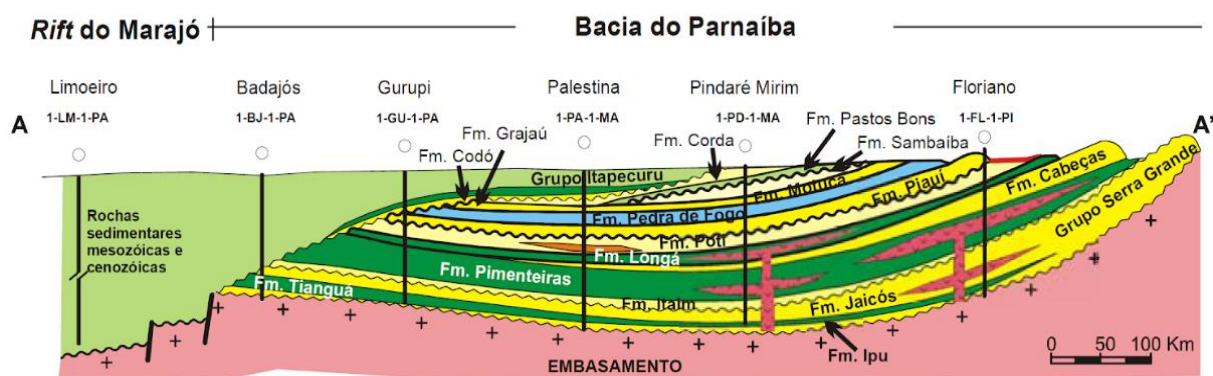 Rift do Marajó
Bacia do Parnaíba
Limoeiro
Badajós
Gurupi
Palestina
Pindaré Mirim
Floriano
A
1-LM-1-PA
1-BJ-1-PA
1-GU-1-PA
1-PA-1-MA
1-PD-1-MA
1-FL-1-PI
A'
Fm. Grajaú
Fm. Codó
Fm. Corda
Fm. Pastos Bons
Fm. Sambaíba
Grupo Itapecuru
Rochas
sedimentares
mesozóicas e
cenozóicas
Fm. Motuca
Fm. Pedra de Fogo
Fm. Piauí
Fm. Poti
Fm. Longá
Fm. Cabeças
Grupo Serra Grande
Fm. Pimenteiras
Fm. Tianguá
Fm. Itaim
Fm. Jaicós
Fm. Ipu
EMBASAMENTO
0 50 100 Km